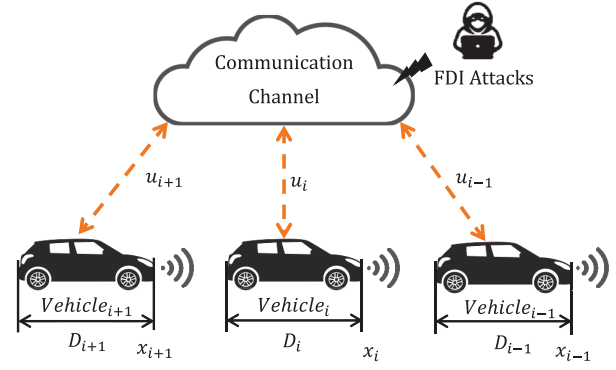 Communication
Channel
FDI Attacks
u_{i+1}
u_i
u_{i−1}
Vehicle_{i+1}
Vehicle_i
Vehicle_{i−1}
D_{i+1}
x_{i+1}
D_i
x_i
D_{i−1}
x_{i−1}